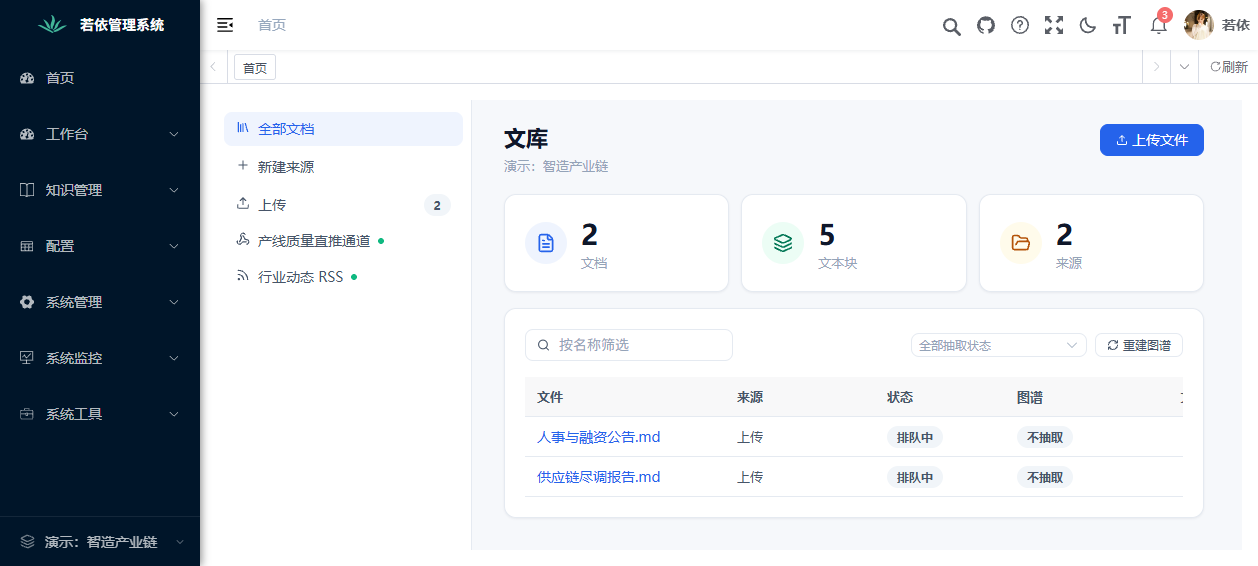 若依管理系统
首页
工作台
知识管理
配置
系统管理
系统监控
系统工具
演示：智造产业链
首页
3
若依
首页
刷新
全部文档
新建来源
上传
2
产线质量直推通道
行业动态 RSS
文库
演示：智造产业链
上传文件
2
文档
5
文本块
2
来源
按名称筛选
全部抽取状态
重建图谱
文件 来源 状态 图谱
人事与融资公告.md 上传 排队中 不抽取
供应链尽调报告.md 上传 排队中 不抽取